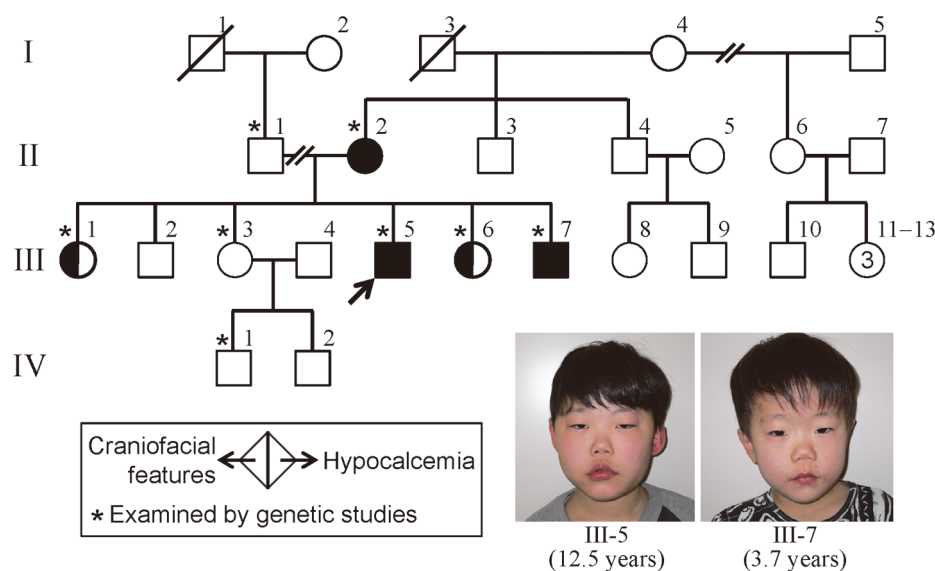 I
1
2
3
4
5
II
* 1
* 2
3
4
5
6
7
III
* 1
2
* 3
4
* 5
* 6
* 7
8
9
10
11–13
3
IV
* 1
2
Craniofacial
features
Hypocalcemia
* Examined by genetic studies
III-5
(12.5 years)
III-7
(3.7 years)